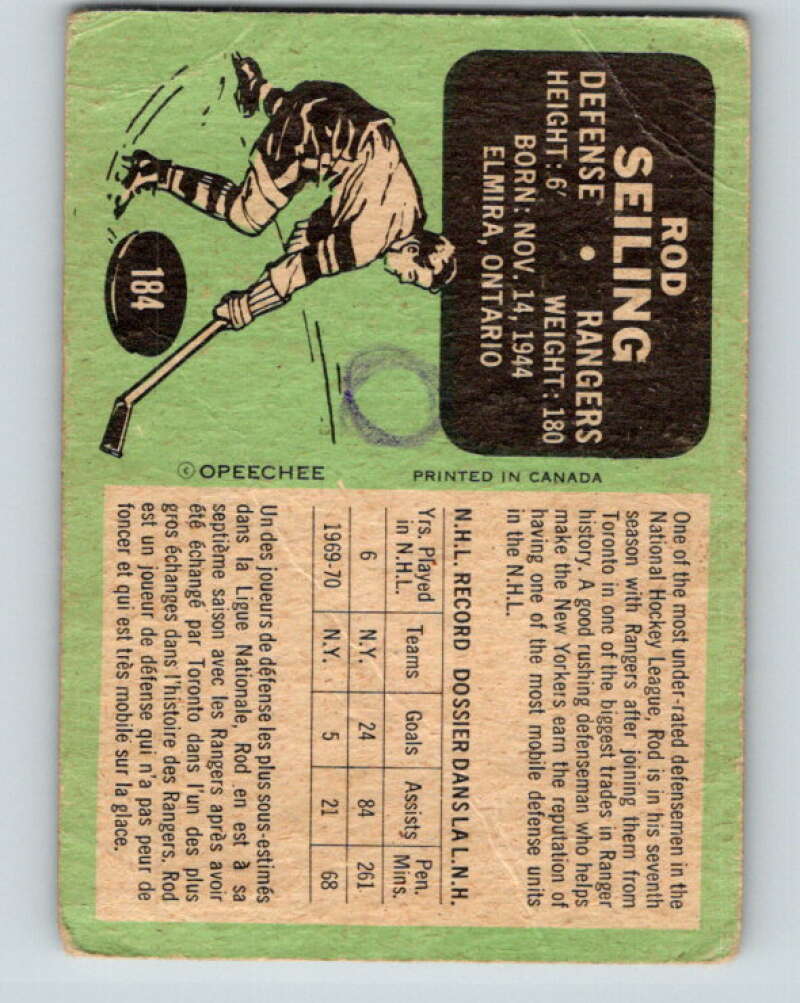 ROD
SEILING
DEFENSE • RANGERS
HEIGHT: 6' WEIGHT: 180
BORN: NOV. 14, 1944
ELMIRA, ONTARIO
184
© OPEECHEE
PRINTED IN CANADA
One of the most under-rated defensemen in the
National Hockey League, Rod is in his seventh
season with Rangers after joining them from
Toronto in one of the biggest trades in Ranger
history. A good rushing defenseman who helps
make the New Yorkers earn the reputation of
having one of the most mobile defense units
in the N.H.L.
N.H.L. RECORD DOSSIER DANS LA L.N.H.
Yrs. Played in N.H.L. Teams Goals Assists Pen. Mins.
6 N.Y. 24 84 261
1969-70 N.Y. 5 21 68
Un des joueurs de défense les plus sous-estimés
dans la Ligue Nationale, Rod en est à sa
septième saison avec les Rangers après avoir
été échangé par Toronto dans l'un des plus
gros échanges dans l'histoire des Rangers. Rod
est un joueur de défense qui n'a pas peur de
foncer et qui est très mobile sur la glace.